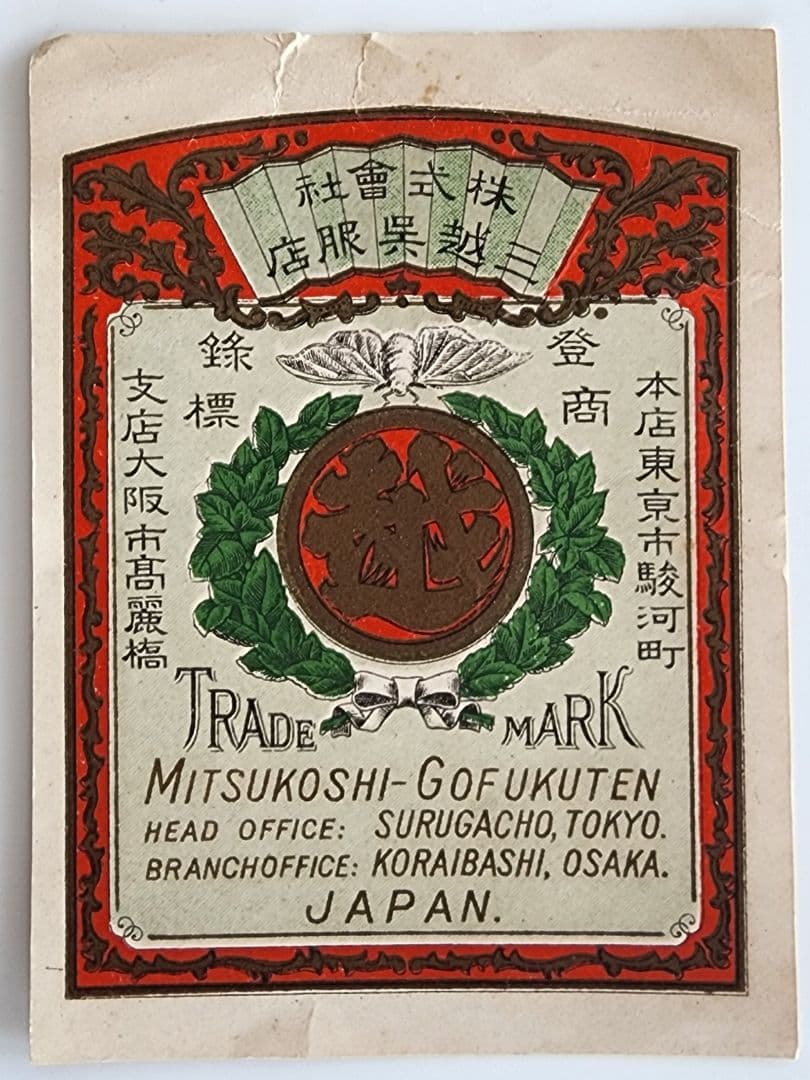 株式會社
三越呉服店
登錄
商標
本店東京市駿河町
支店大阪市髙麗橋
越
TRADE MARK
MITSUKOSHI-GOFUKUTEN
HEAD OFFICE: SURUGACHO, TOKYO.
BRANCHOFFICE: KORAIBASHI, OSAKA.
JAPAN.